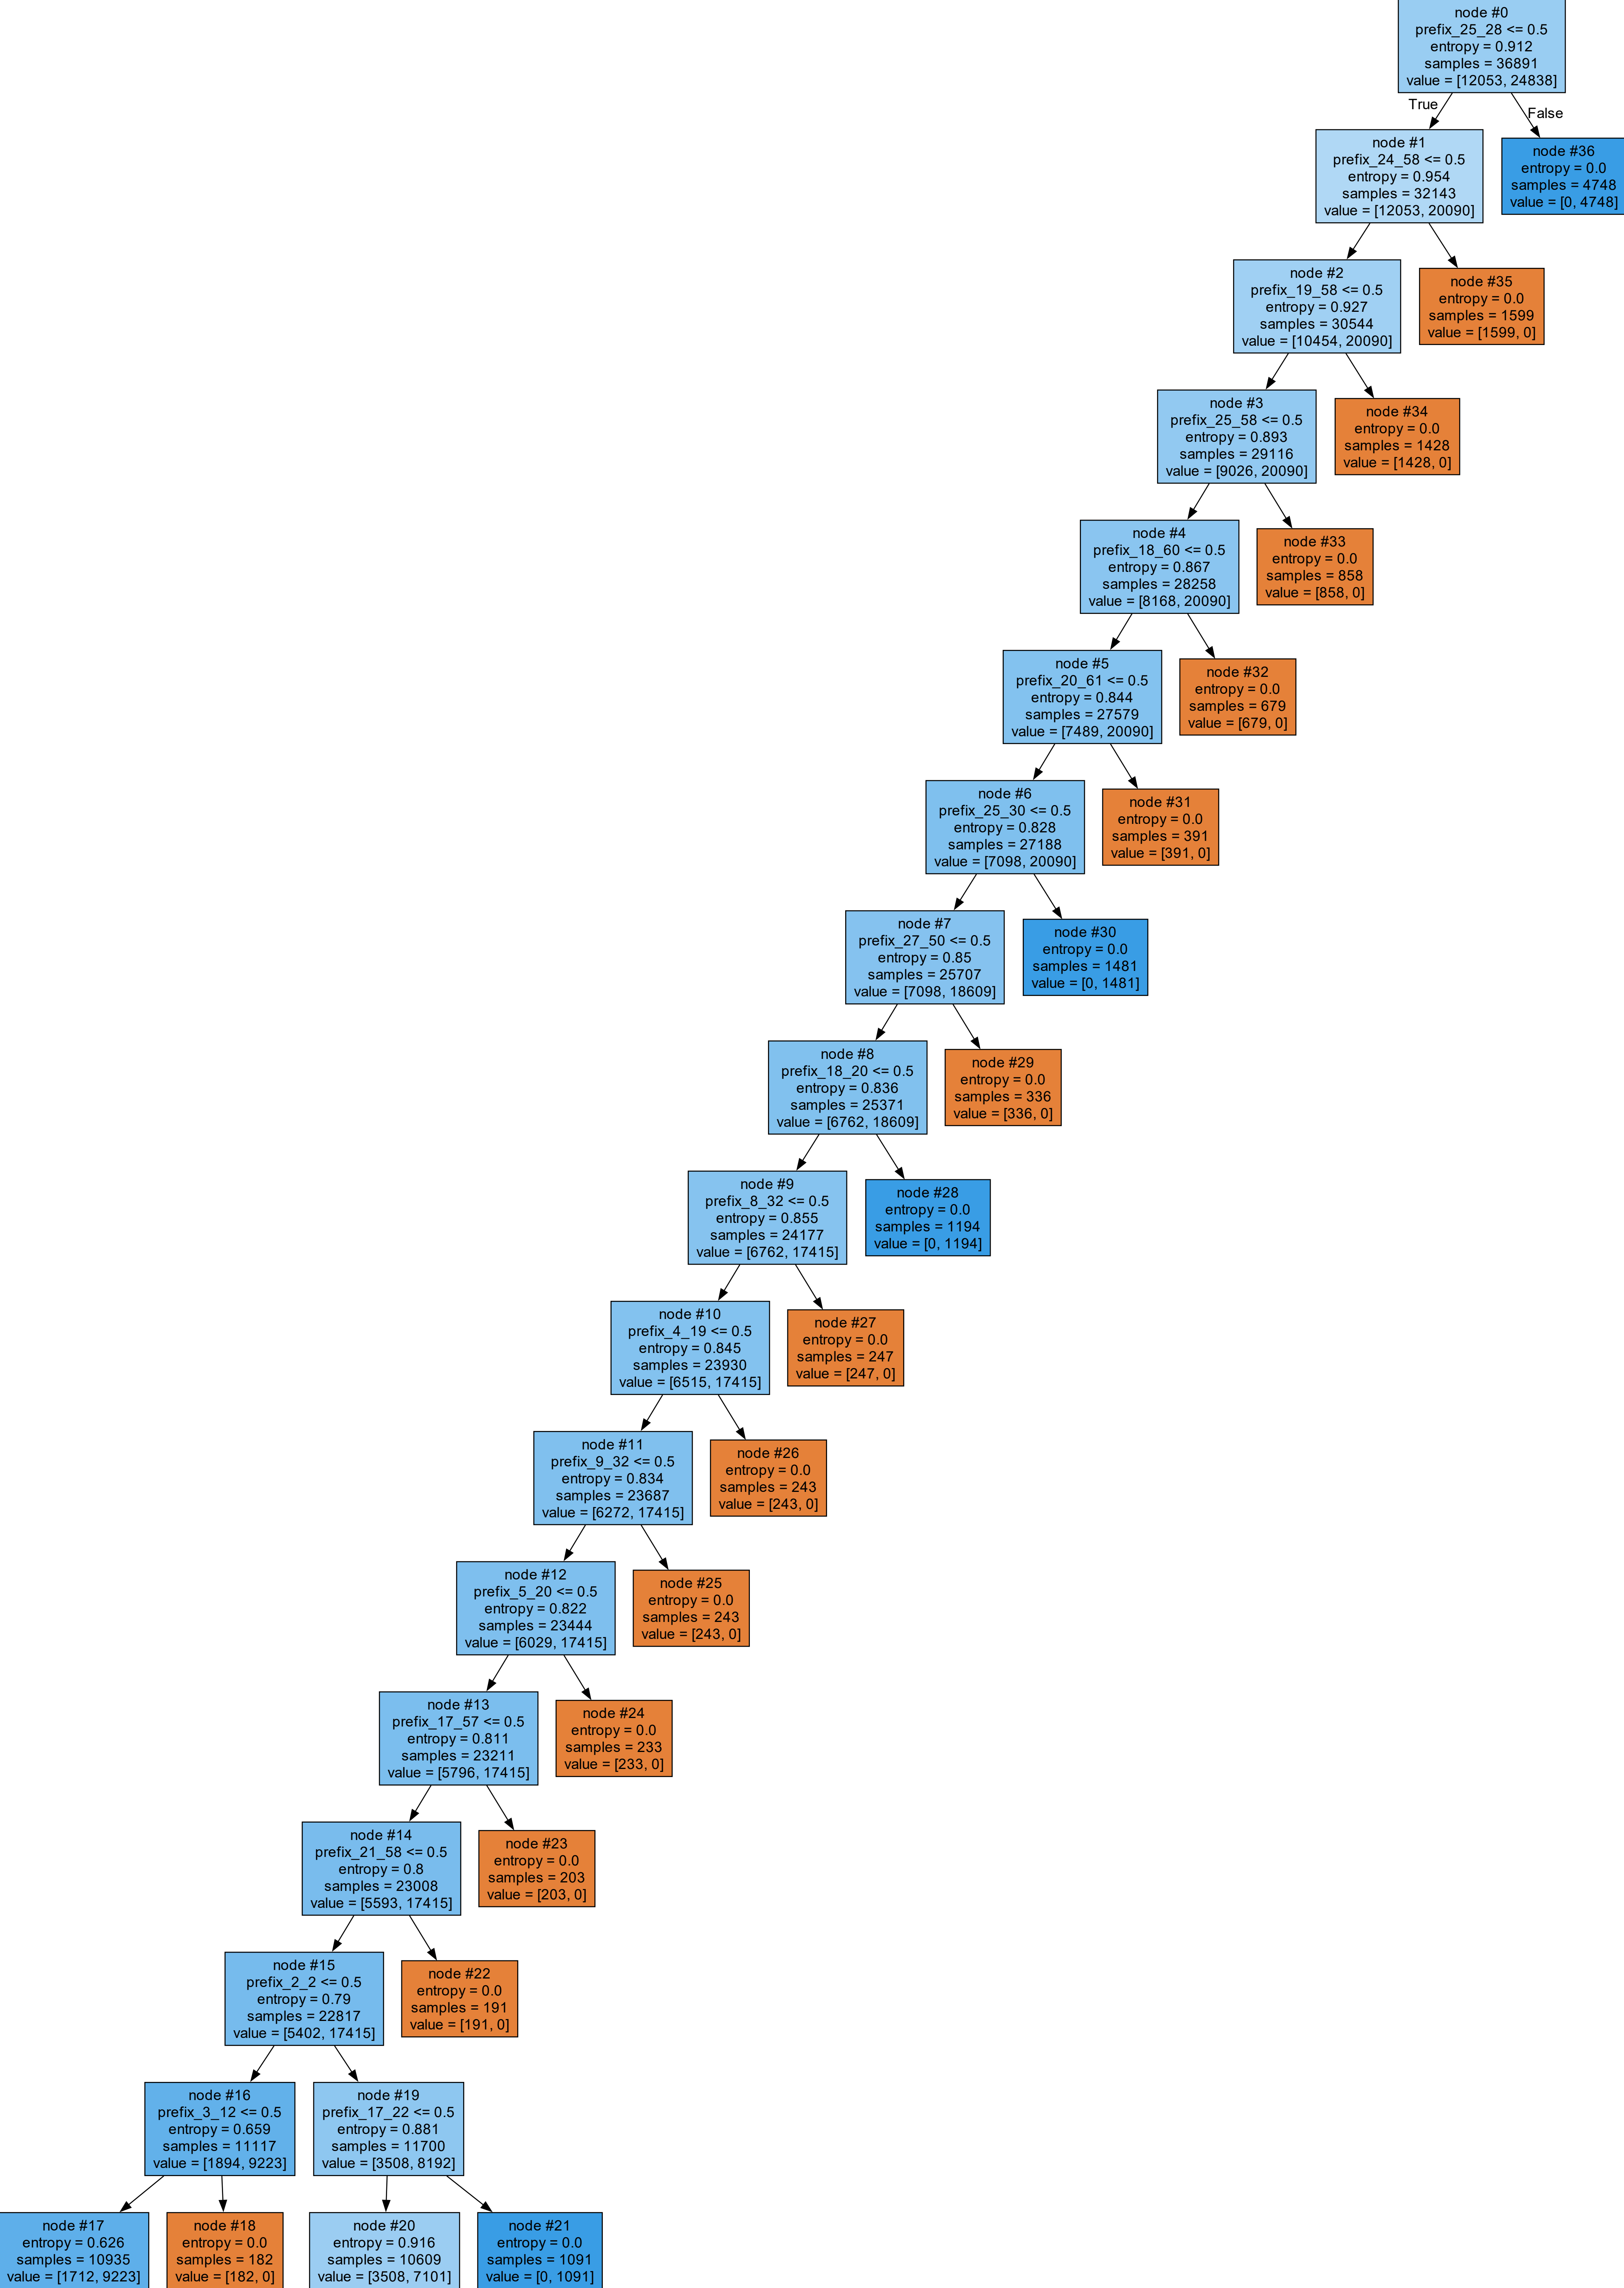 node #0
prefix_25_28 <= 0.5
entropy = 0.912
samples = 36891
value = [12053, 24838]
True
False
node #1
prefix_24_58 <= 0.5
entropy = 0.954
samples = 32143
value = [12053, 20090]
node #36
entropy = 0.0
samples = 4748
value = [0, 4748]
node #2
prefix_19_58 <= 0.5
entropy = 0.927
samples = 30544
value = [10454, 20090]
node #35
entropy = 0.0
samples = 1599
value = [1599, 0]
node #3
prefix_25_58 <= 0.5
entropy = 0.893
samples = 29116
value = [9026, 20090]
node #34
entropy = 0.0
samples = 1428
value = [1428, 0]
node #4
prefix_18_60 <= 0.5
entropy = 0.867
samples = 28258
value = [8168, 20090]
node #33
entropy = 0.0
samples = 858
value = [858, 0]
node #5
prefix_20_61 <= 0.5
entropy = 0.844
samples = 27579
value = [7489, 20090]
node #32
entropy = 0.0
samples = 679
value = [679, 0]
node #6
prefix_25_30 <= 0.5
entropy = 0.828
samples = 27188
value = [7098, 20090]
node #31
entropy = 0.0
samples = 391
value = [391, 0]
node #7
prefix_27_50 <= 0.5
entropy = 0.85
samples = 25707
value = [7098, 18609]
node #30
entropy = 0.0
samples = 1481
value = [0, 1481]
node #8
prefix_18_20 <= 0.5
entropy = 0.836
samples = 25371
value = [6762, 18609]
node #29
entropy = 0.0
samples = 336
value = [336, 0]
node #9
prefix_8_32 <= 0.5
entropy = 0.855
samples = 24177
value = [6762, 17415]
node #28
entropy = 0.0
samples = 1194
value = [0, 1194]
node #10
prefix_4_19 <= 0.5
entropy = 0.845
samples = 23930
value = [6515, 17415]
node #27
entropy = 0.0
samples = 247
value = [247, 0]
node #11
prefix_9_32 <= 0.5
entropy = 0.834
samples = 23687
value = [6272, 17415]
node #26
entropy = 0.0
samples = 243
value = [243, 0]
node #12
prefix_5_20 <= 0.5
entropy = 0.822
samples = 23444
value = [6029, 17415]
node #25
entropy = 0.0
samples = 243
value = [243, 0]
node #13
prefix_17_57 <= 0.5
entropy = 0.811
samples = 23211
value = [5796, 17415]
node #24
entropy = 0.0
samples = 233
value = [233, 0]
node #14
prefix_21_58 <= 0.5
entropy = 0.8
samples = 23008
value = [5593, 17415]
node #23
entropy = 0.0
samples = 203
value = [203, 0]
node #15
prefix_2_2 <= 0.5
entropy = 0.79
samples = 22817
value = [5402, 17415]
node #22
entropy = 0.0
samples = 191
value = [191, 0]
node #16
prefix_3_12 <= 0.5
entropy = 0.659
samples = 11117
value = [1894, 9223]
node #19
prefix_17_22 <= 0.5
entropy = 0.881
samples = 11700
value = [3508, 8192]
node #17
entropy = 0.626
samples = 10935
value = [1712, 9223]
node #18
entropy = 0.0
samples = 182
value = [182, 0]
node #20
entropy = 0.916
samples = 10609
value = [3508, 7101]
node #21
entropy = 0.0
samples = 1091
value = [0, 1091]